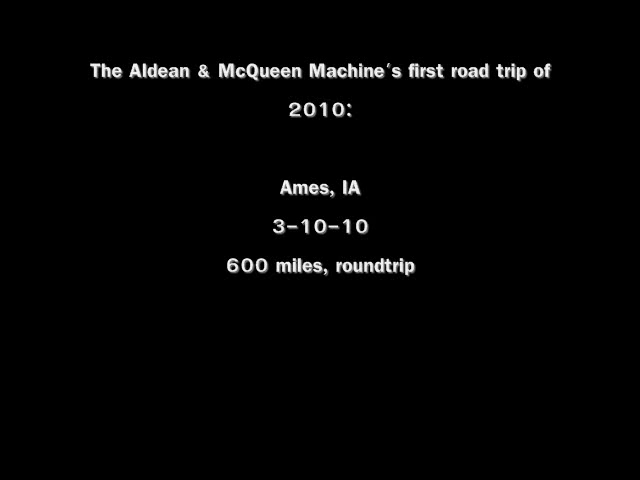 The Aldean & McQueen Machine's first road trip of
2010:
Ames, IA
3-10-10
600 miles, roundtrip